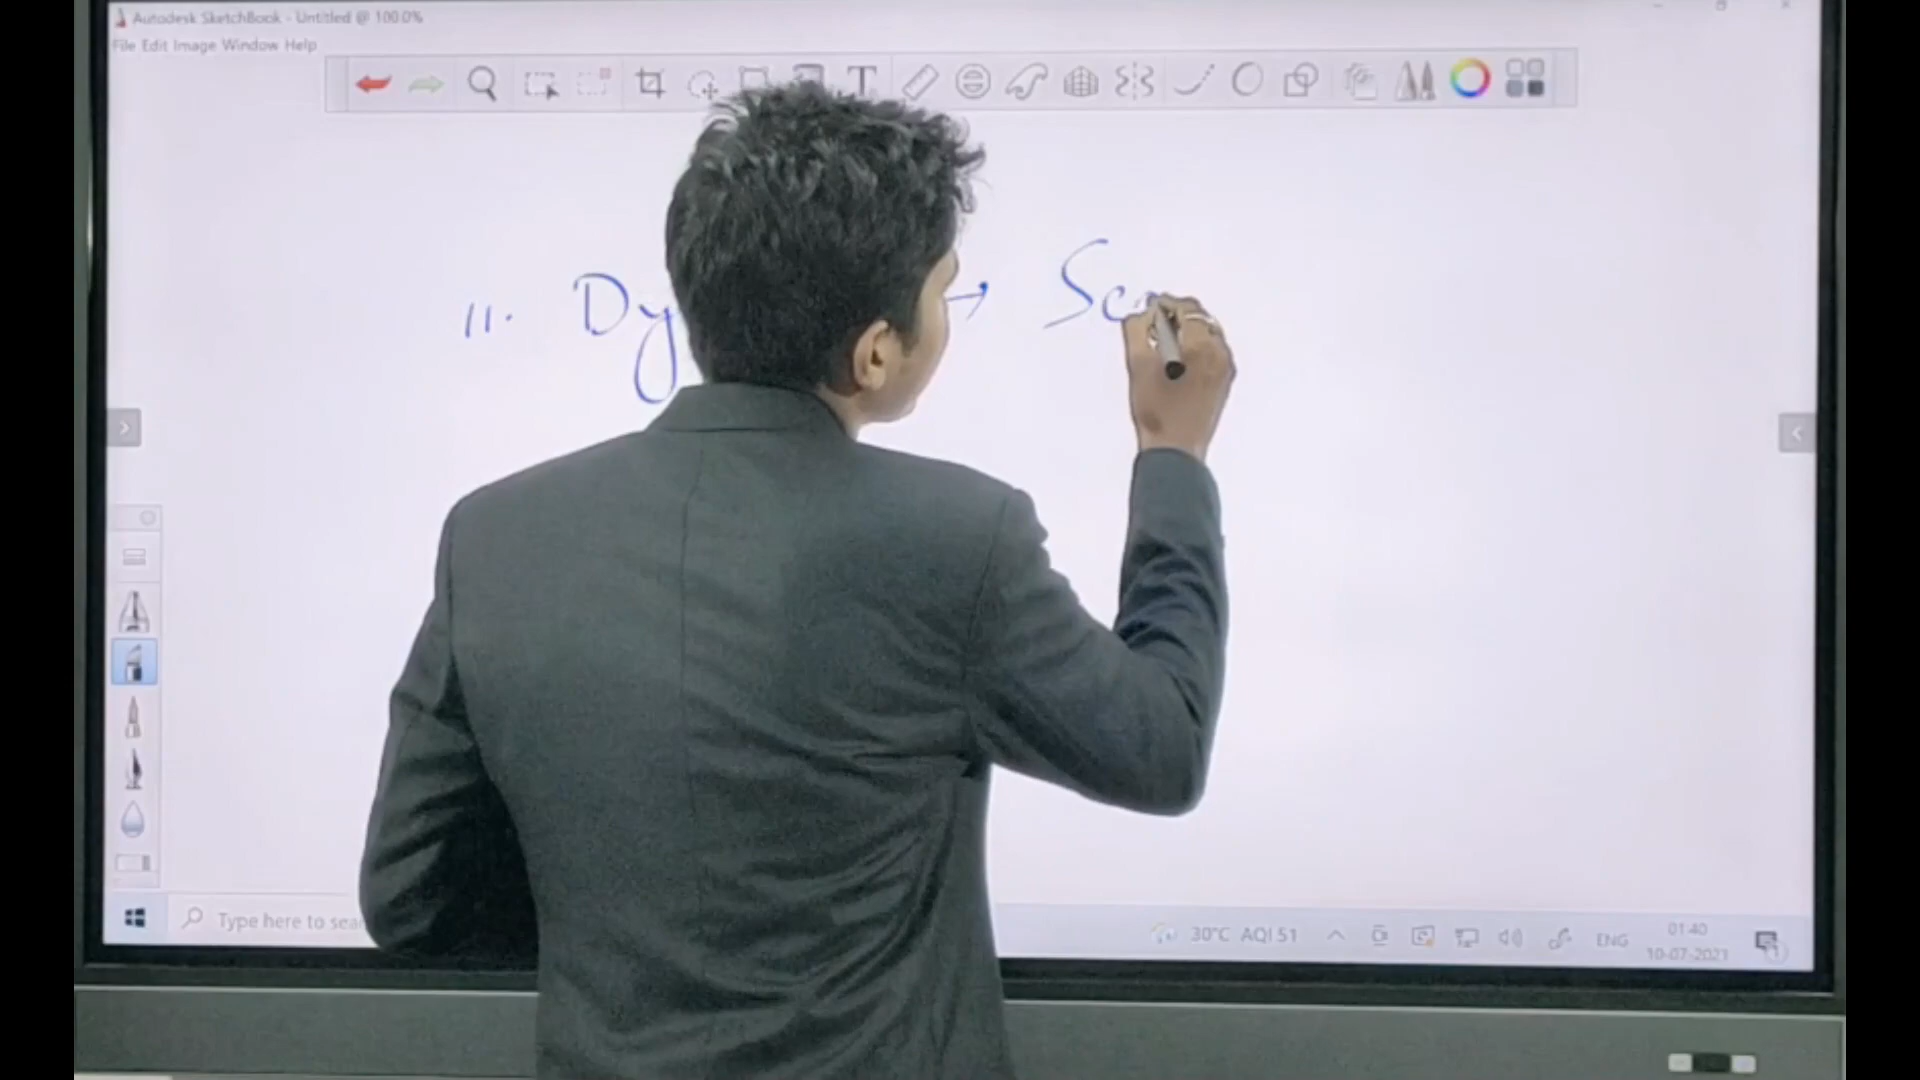 Autodesk SketchBook - Untitled @ 100.0%
File Edit Image Window Help
T
11. Dy → Sc
Type here to sea
30°C AQI 51 ENG 01:40
10-07-2023